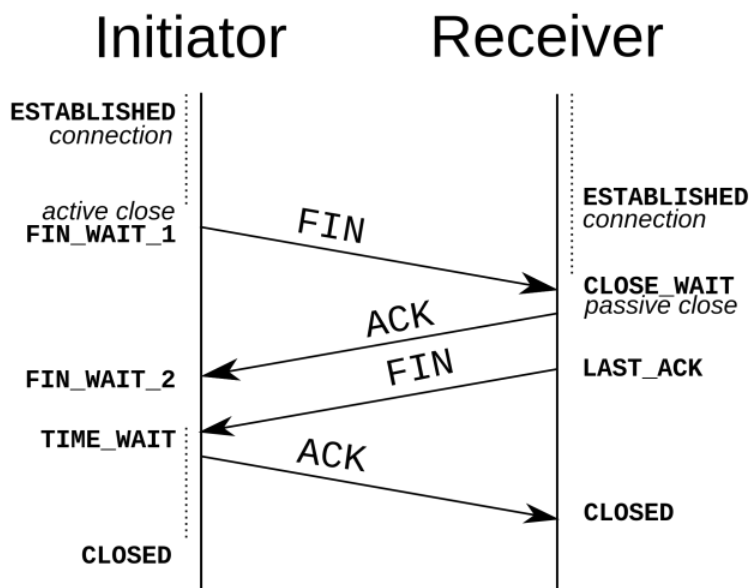 Initiator
Receiver
ESTABLISHED
connection
active close
FIN_WAIT_1
FIN
ESTABLISHED
connection
CLOSE_WAIT
passive close
ACK
FIN_WAIT_2
FIN
LAST_ACK
TIME_WAIT
ACK
CLOSED
CLOSED